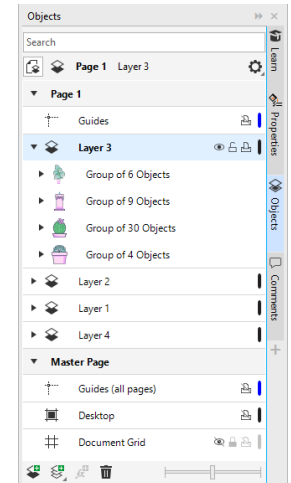 Objects
Search
Page 1 Layer 3
Page 1
Guides
Layer 3
Group of 6 Objects
Group of 9 Objects
Group of 30 Objects
Group of 4 Objects
Layer 2
Layer 1
Layer 4
Master Page
Guides (all pages)
Desktop
Document Grid
Learn
Properties
Objects
Comments